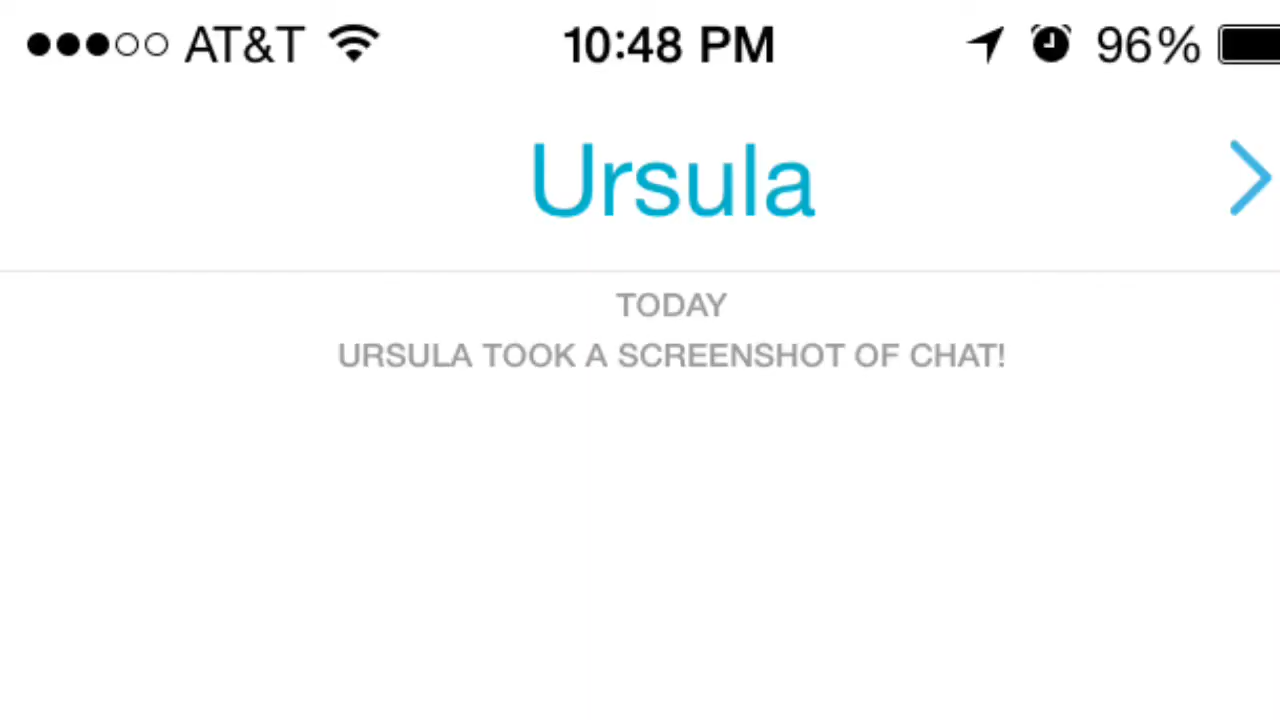 AT&T 10:48 PM 96%
Ursula
TODAY
URSULA TOOK A SCREENSHOT OF CHAT!